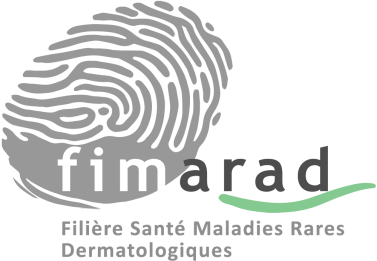 fimarad
Filière Santé Maladies Rares
Dermatologiques